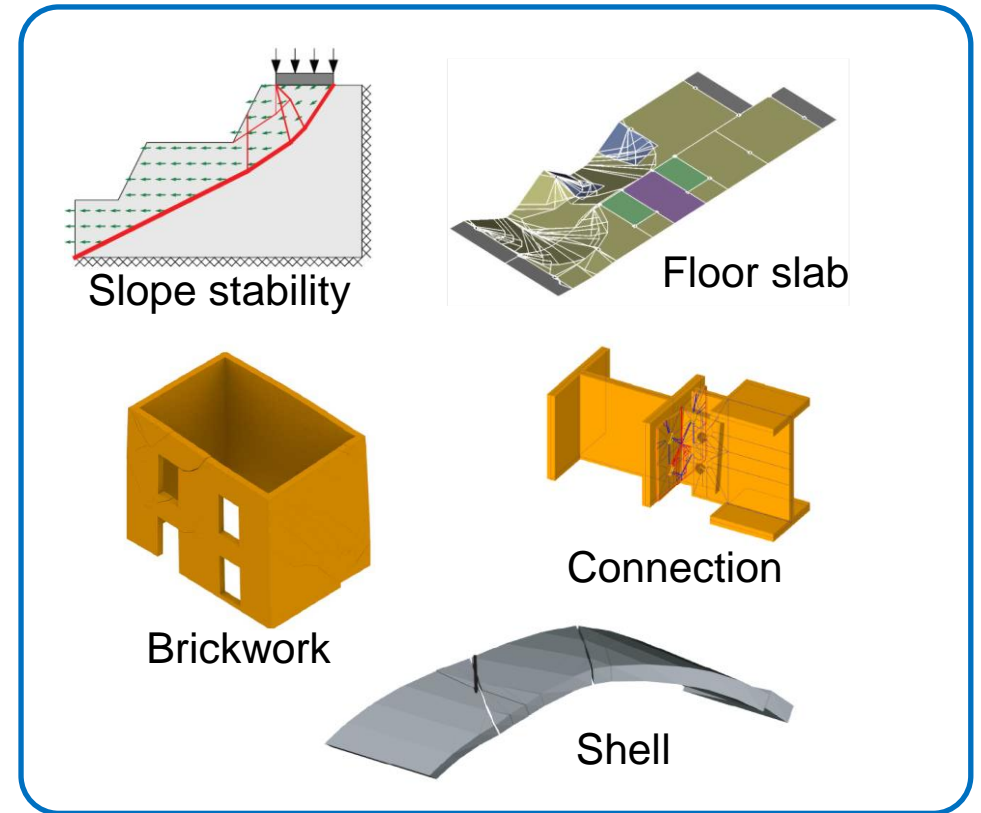 Slope stability
Floor slab
Brickwork
Connection
Shell